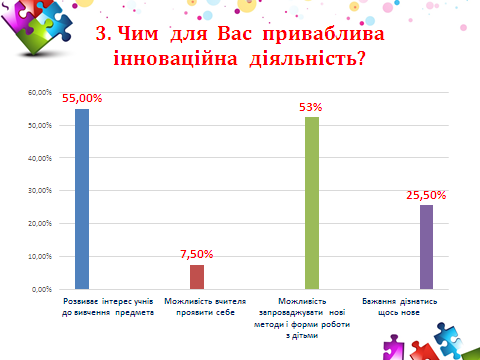 3. Чим для Вас приваблива
інноваційна діяльність?
60,00%
50,00%
40,00%
30,00%
20,00%
10,00%
0,00%
55,00%
7,50%
53%
25,50%
Розвиває інтерес учнів
до вивчення предмета
Можливість вчителя
проявити себе
Можливість
запроваджувати нові
методи і форми роботи
з дітьми
Бажання дізнатись
щось нове